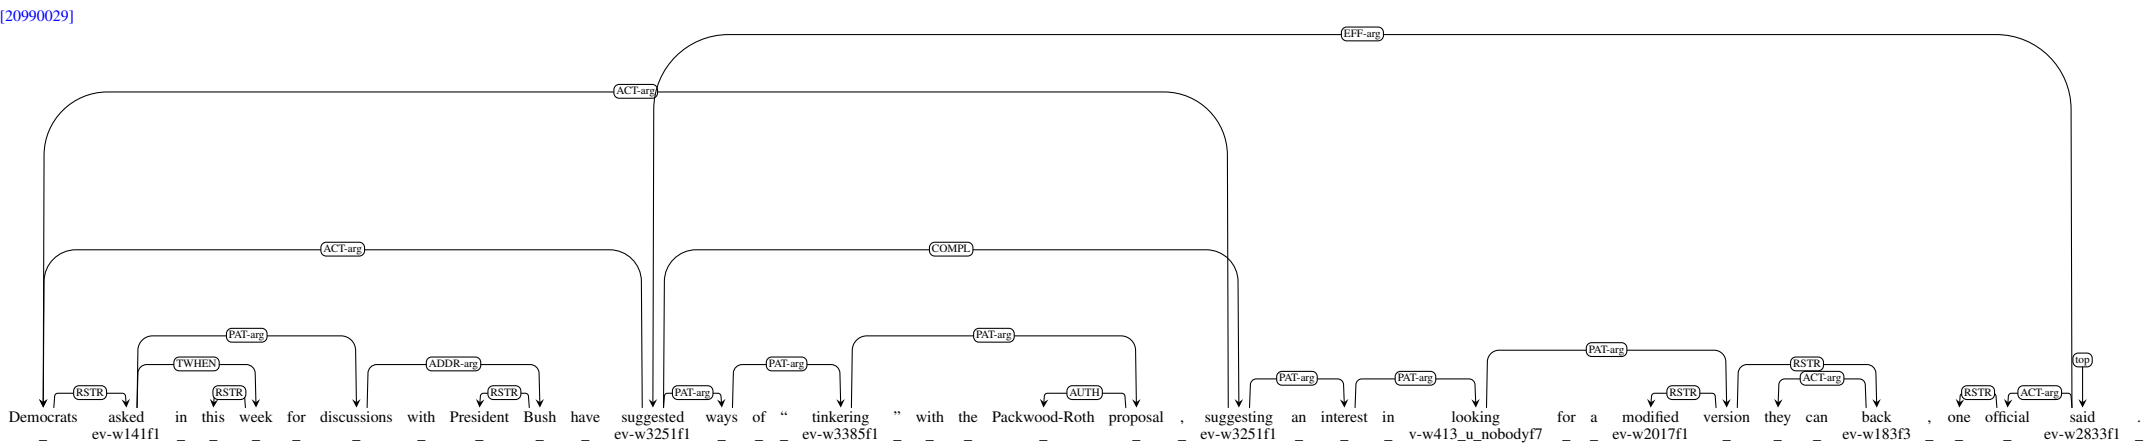 [20990029]
EFF-arg
ACT-arg
ACT-arg COMPL
PAT-arg PAT-arg
PAT-arg
top
TWHEN ADDR-arg PAT-arg RSTR
PAT-arg PAT-arg ACT-arg
RSTR RSTR RSTR PAT-arg AUTH RSTR RSTR ACT-arg
Democrats asked in this week for discussions with President Bush have suggested ways of “ tinkering ” with the Packwood-Roth proposal , suggesting an interest in looking for a modified version they can back , one official said .
_ ev-w141f1 _ _ _ _ _ _ _ _ _ ev-w3251f1 _ _ _ ev-w3385f1 _ _ _ _ _ _ ev-w3251f1 _ _ _ v-w413_u_nobodyf7 _ _ ev-w2017f1 _ _ _ ev-w183f3 _ _ _ ev-w2833f1 _